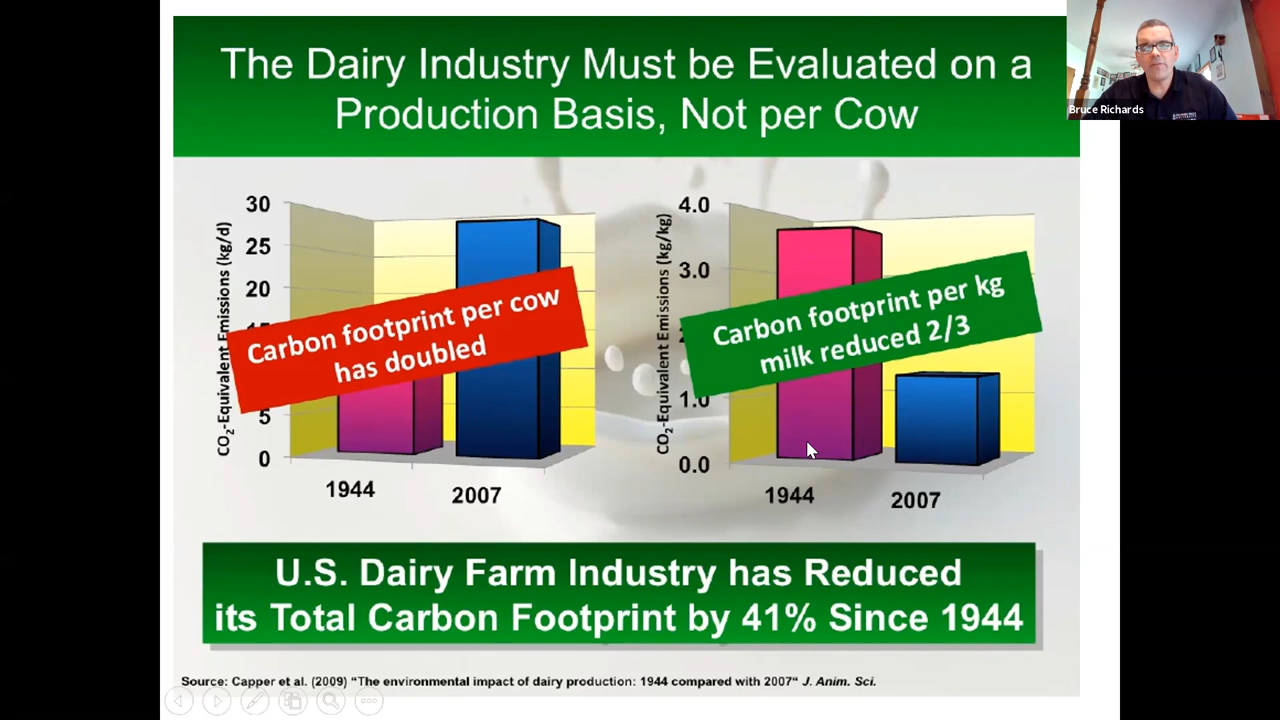 The Dairy Industry Must be Evaluated on a
Production Basis, Not per Cow
Bruce Richards
CO2-Equivalent Emissions (kg/d)
30
25
20
5
0
Carbon footprint per cow
has doubled
1944
2007
CO2-Equivalent Emissions (kg/kg)
4.0
3.0
1.0
0.0
Carbon footprint per kg
milk reduced 2/3
1944
2007
U.S. Dairy Farm Industry has Reduced
its Total Carbon Footprint by 41% Since 1944
Source: Capper et al. (2009) “The environmental impact of dairy production: 1944 compared with 2007“ J. Anim. Sci.